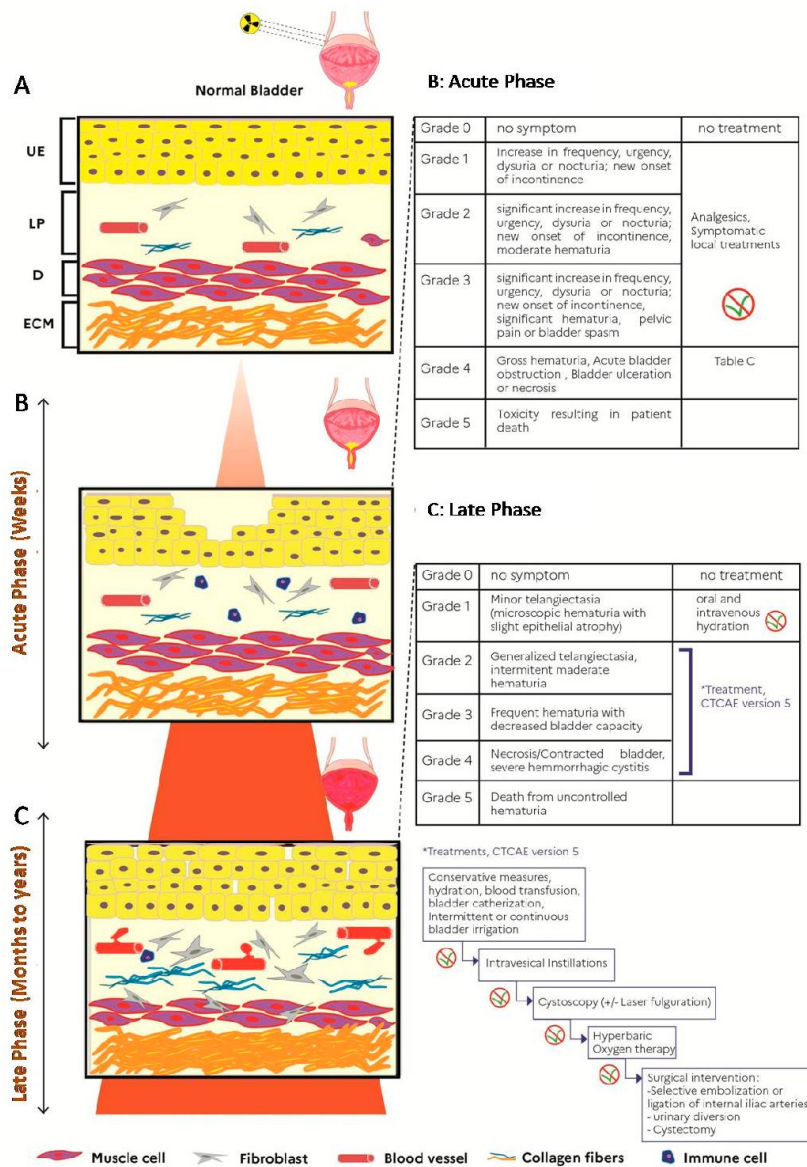 A
Normal Bladder
UE
LP
D
ECM
B
Acute Phase (Weeks)
C
Late Phase (Months to years)
B: Acute Phase
Grade 0 no symptom no treatment
Grade 1 Increase in frequency, urgency,
dysuria or nocturia; new onset
of incontinence
Grade 2 significant increase in frequency,
urgency, dysuria or nocturia;
new onset of incontinence,
moderate hematuria
Analgesics,
Symptomatic
local treatments
Grade 3 significant increase in frequency,
urgency, dysuria or nocturia;
new onset of incontinence,
significant hematuria, pelvic
pain or bladder spasm
Grade 4 Gross hematuria, Acute bladder
obstruction , Bladder ulceration
or necrosis
Table C
Grade 5 Toxicity resulting in patient
death
C: Late Phase
Grade 0 no symptom no treatment
Grade 1 Minor telangiectasia
(microscopic hematuria with
slight epithelial atrophy)
oral and
intravenous
hydration
Grade 2 Generalized telangiectasia,
intermitent maderate
hematuria
*Treatment,
CTCAE version 5
Grade 3 Frequent hematuria with
decreased bladder capacity
Grade 4 Necrosis/Contracted bladder,
severe hemmorrhagic cystitis
Grade 5 Death from uncontrolled
hematuria
*Treatments, CTCAE version 5
Conservative measures,
hydration, blood transfusion,
bladder catherization,
Intermittent or continuous
bladder irrigation
Intravesical Instillations
Cystoscopy (+/- Laser fulguration)
Hyperbaric
Oxygen therapy
Surgical intervention:
-Selective embolization or
ligation of internal iliac arteries
- urinary diversion
- Cystectomy
Muscle cell Fibroblast Blood vessel Collagen fibers Immune cell